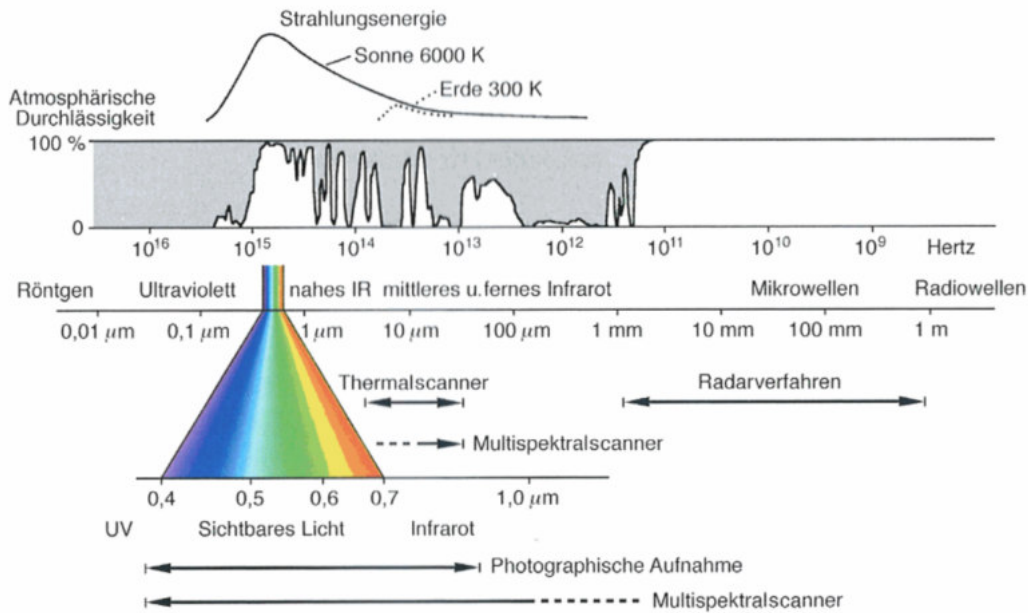 Strahlungsenergie
Sonne 6000 K
Erde 300 K
Atmosphärische
Durchlässigkeit
100 %
0
10¹⁶ 10¹⁵ 10¹⁴ 10¹³ 10¹² 10¹¹ 10¹⁰ 10⁹ Hertz
Röntgen Ultraviolett nahes IR mittleres u. fernes Infrarot Mikrowellen Radiowellen
0,01 µm 0,1 µm 1 µm 10 µm 100 µm 1 mm 10 mm 100 mm 1 m
Thermalscanner Radarverfahren
Multispektralscanner
0,4 0,5 0,6 0,7 1,0 µm
UV Sichtbares Licht Infrarot
Photographische Aufnahme
Multispektralscanner